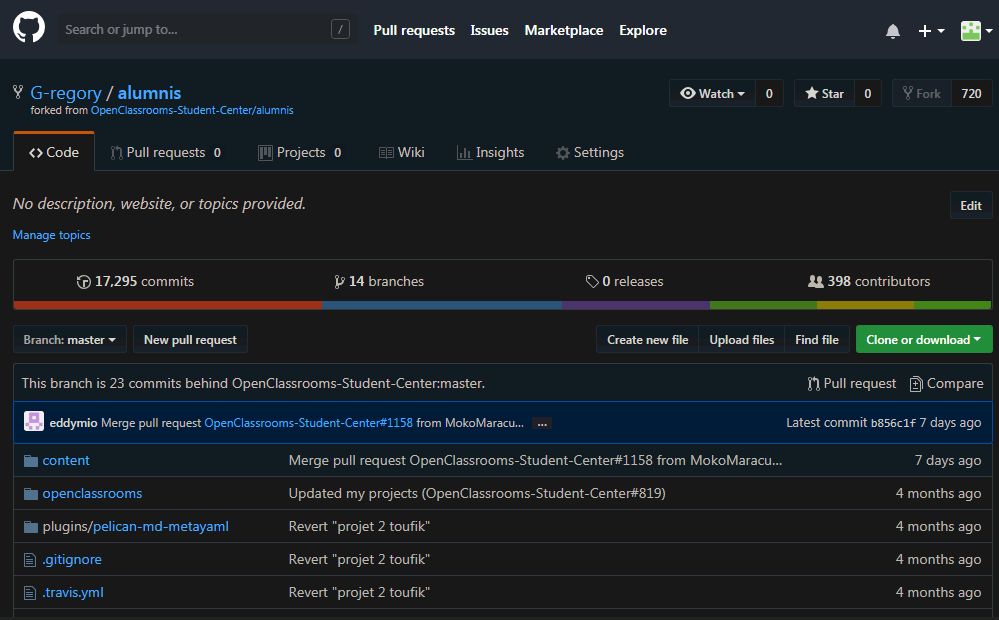 Search or jump to... /
Pull requests Issues Marketplace Explore
G-regory / alumnis
forked from OpenClassrooms-Student-Center/alumnis
Watch 0 Star 0 Fork 720
Code Pull requests 0 Projects 0 Wiki Insights Settings
No description, website, or topics provided.
Edit
Manage topics
17,295 commits 14 branches 0 releases 398 contributors
Branch: master New pull request Create new file Upload files Find file Clone or download
This branch is 23 commits behind OpenClassrooms-Student-Center:master. Pull request Compare
eddymio Merge pull request OpenClassrooms-Student-Center#1158 from MokoMaracu... ... Latest commit b856c1f 7 days ago
content Merge pull request OpenClassrooms-Student-Center#1158 from MokoMaracu... 7 days ago
openclassrooms Updated my projects (OpenClassrooms-Student-Center#819) 4 months ago
plugins/pelican-md-metayaml Revert "projet 2 toufik" 4 months ago
.gitignore Revert "projet 2 toufik" 4 months ago
.travis.yml Revert "projet 2 toufik" 4 months ago